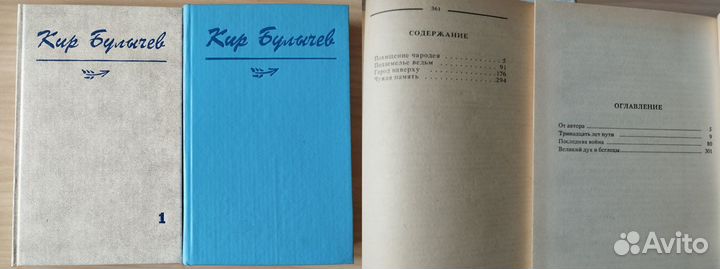 Кир Булычев
1
Кир Булычев
361
СОДЕРЖАНИЕ
Похищение чародея . . . 5
Подземелье ведьм . . . 91
Город наверху . . . 176
Чужая память . . . 294
ОГЛАВЛЕНИЕ
От автора 5
Тринадцать лет пути 9
Последняя война 80
Великий дух и беглецы 301
Avito